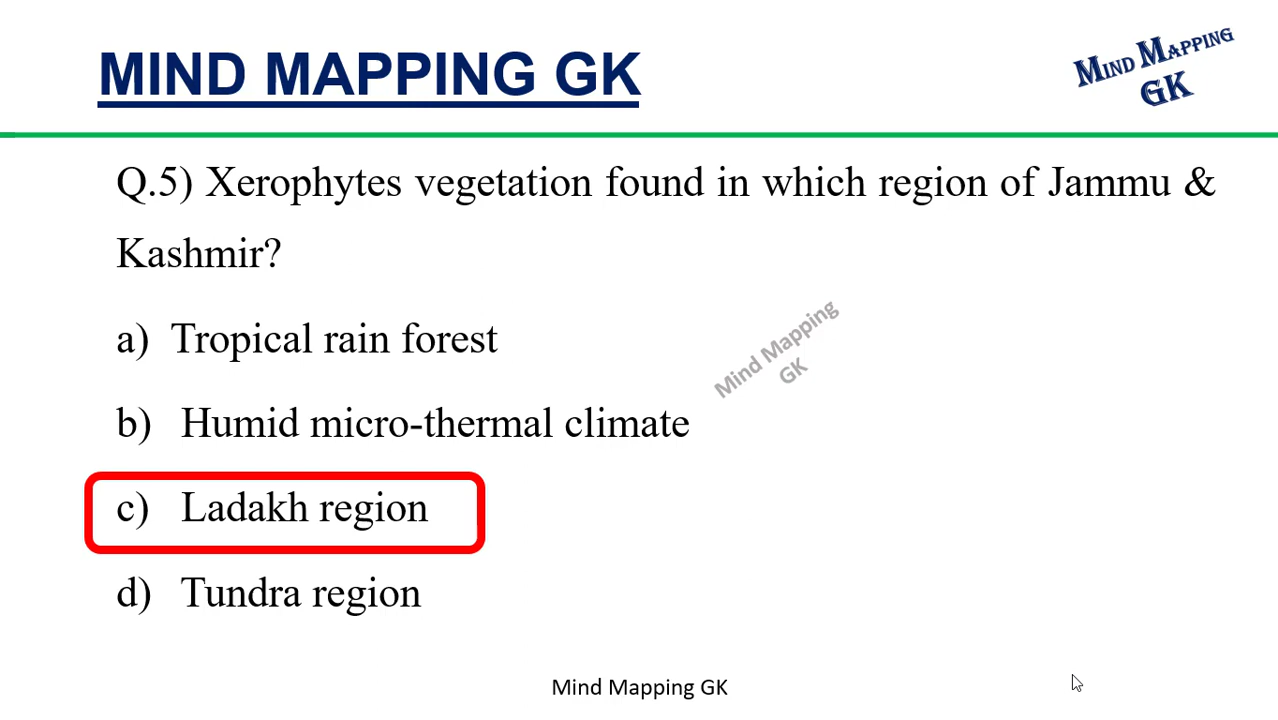 MIND MAPPING GK
MIND MAPPING
GK
Q.5) Xerophytes vegetation found in which region of Jammu &
Kashmir?
a) Tropical rain forest
Mind Mapping
GK
b) Humid micro-thermal climate
c) Ladakh region
d) Tundra region
Mind Mapping GK